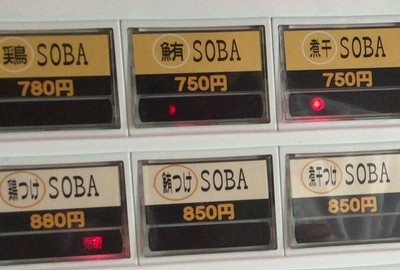 鶏 SOBA
780円
鮪 SOBA
750円
煮干 SOBA
750円
鶏つけ SOBA
880円
鮪つけ SOBA
850円
煮干つけ SOBA
850円